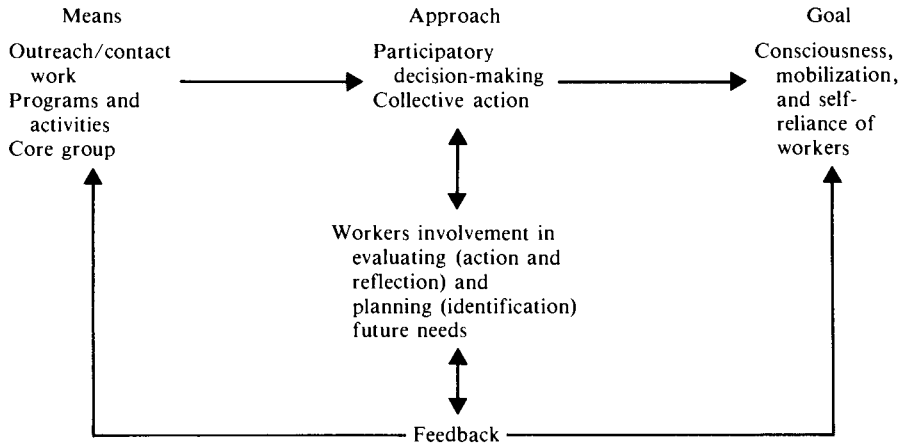 Means
Approach
Goal
Outreach/contact
work
Programs and
activities
Core group
Participatory
decision-making
Collective action
Consciousness,
mobilization,
and self-
reliance of
workers
Workers involvement in
evaluating (action and
reflection) and
planning (identification)
future needs
Feedback